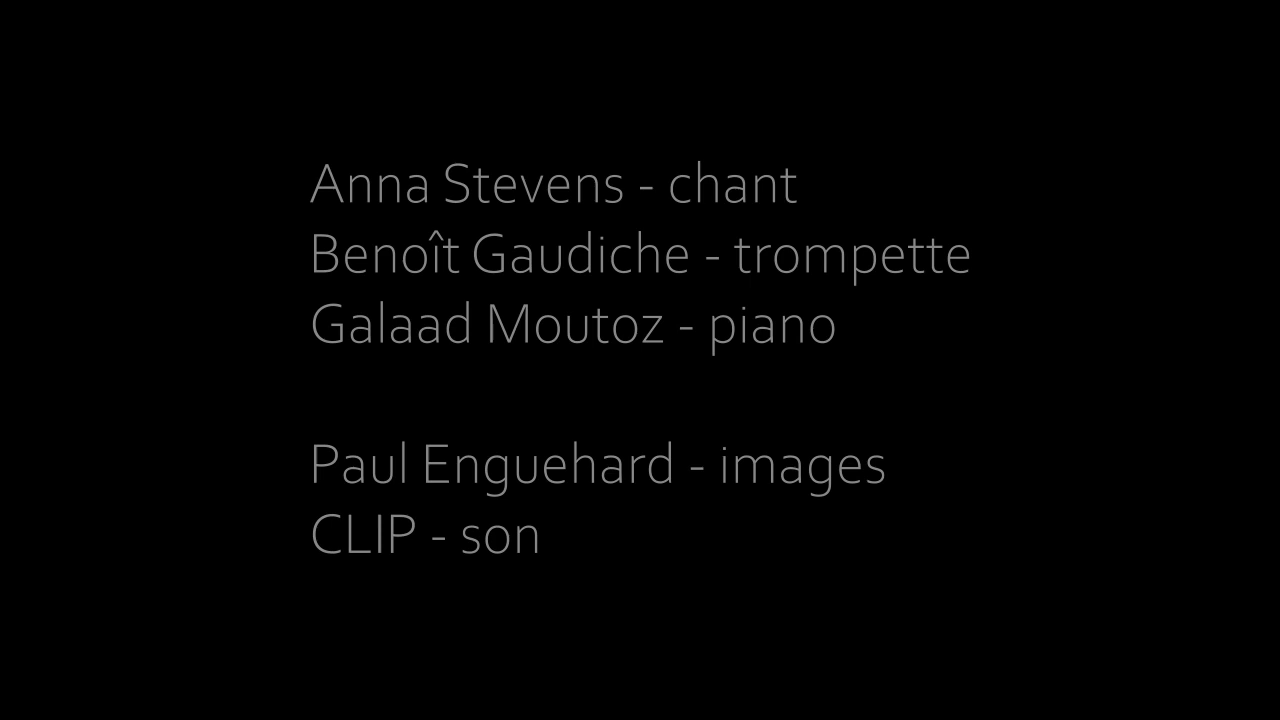 Anna Stevens - chant
Benoît Gaudiche - trompette
Galaad Moutoz - piano
Paul Enguehard - images
CLIP - son